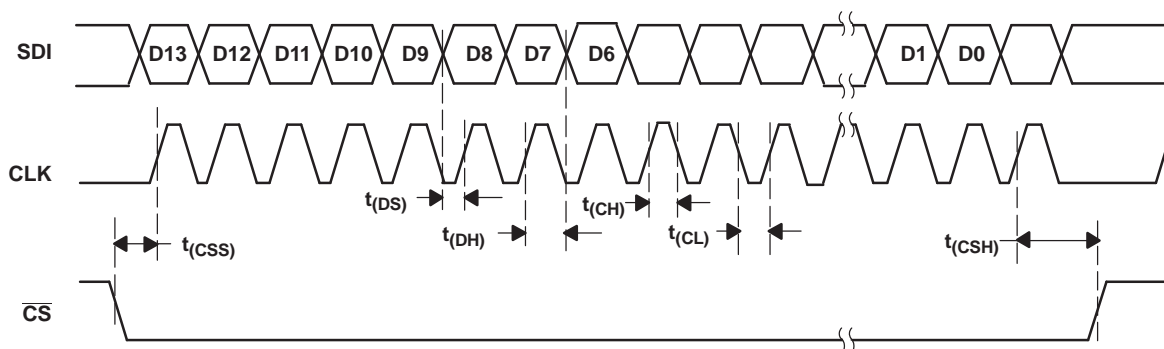 SDI D13 D12 D11 D10 D9 D8 D7 D6 D1 D0
CLK
t(DS) t(CH)
t(DH) t(CL)
t(CSS) t(CSH)
CS